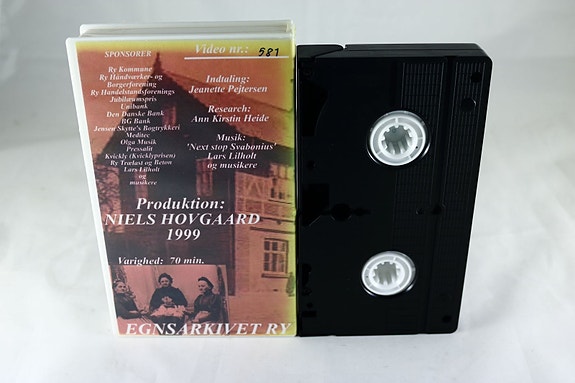 SPONSORER
Ry Kommune
Ry Håndværker- og
Borgerforening
Ry Handelstandsforenings
Jubilæumspris
Unibank
Den Danske Bank
BG Bank
Jensen Skytte's Bogtrykkeri
Meditec
Olga Musik
Pressalit
Kvickly (Kvicklyprisen)
Ry Trælast og Beton
Lars Lilholt
og
musikere
Video nr.: 581
Indtaling:
Jeanette Pejtersen
Research:
Ann Kirstin Heide
Musik:
'Next stop Svabonius'
Lars Lilholt
og musikere
Produktion:
NIELS HOVGAARD
1999
Varighed: 70 min.
EGNSARKIVET RY